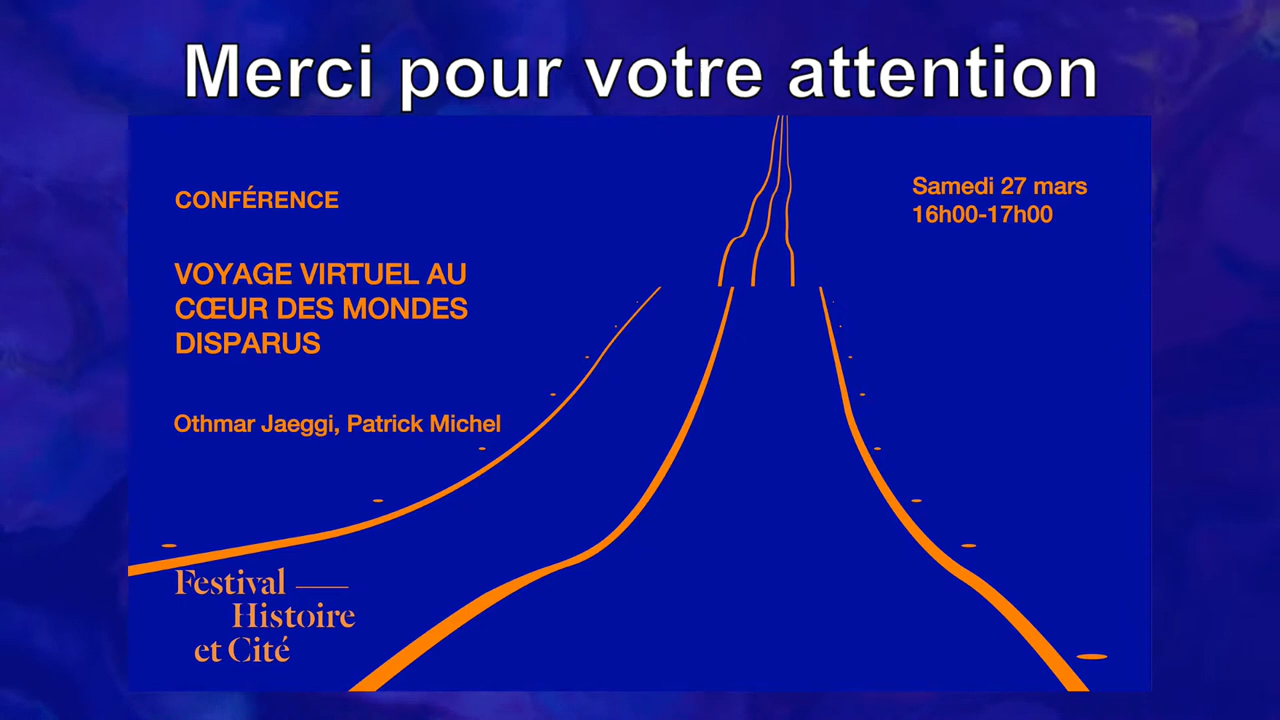 Merci pour votre attention
CONFÉRENCE
Samedi 27 mars
16h00-17h00
VOYAGE VIRTUEL AU
CŒUR DES MONDES
DISPARUS
Othmar Jaeggi, Patrick Michel
Festival
Histoire
et Cité